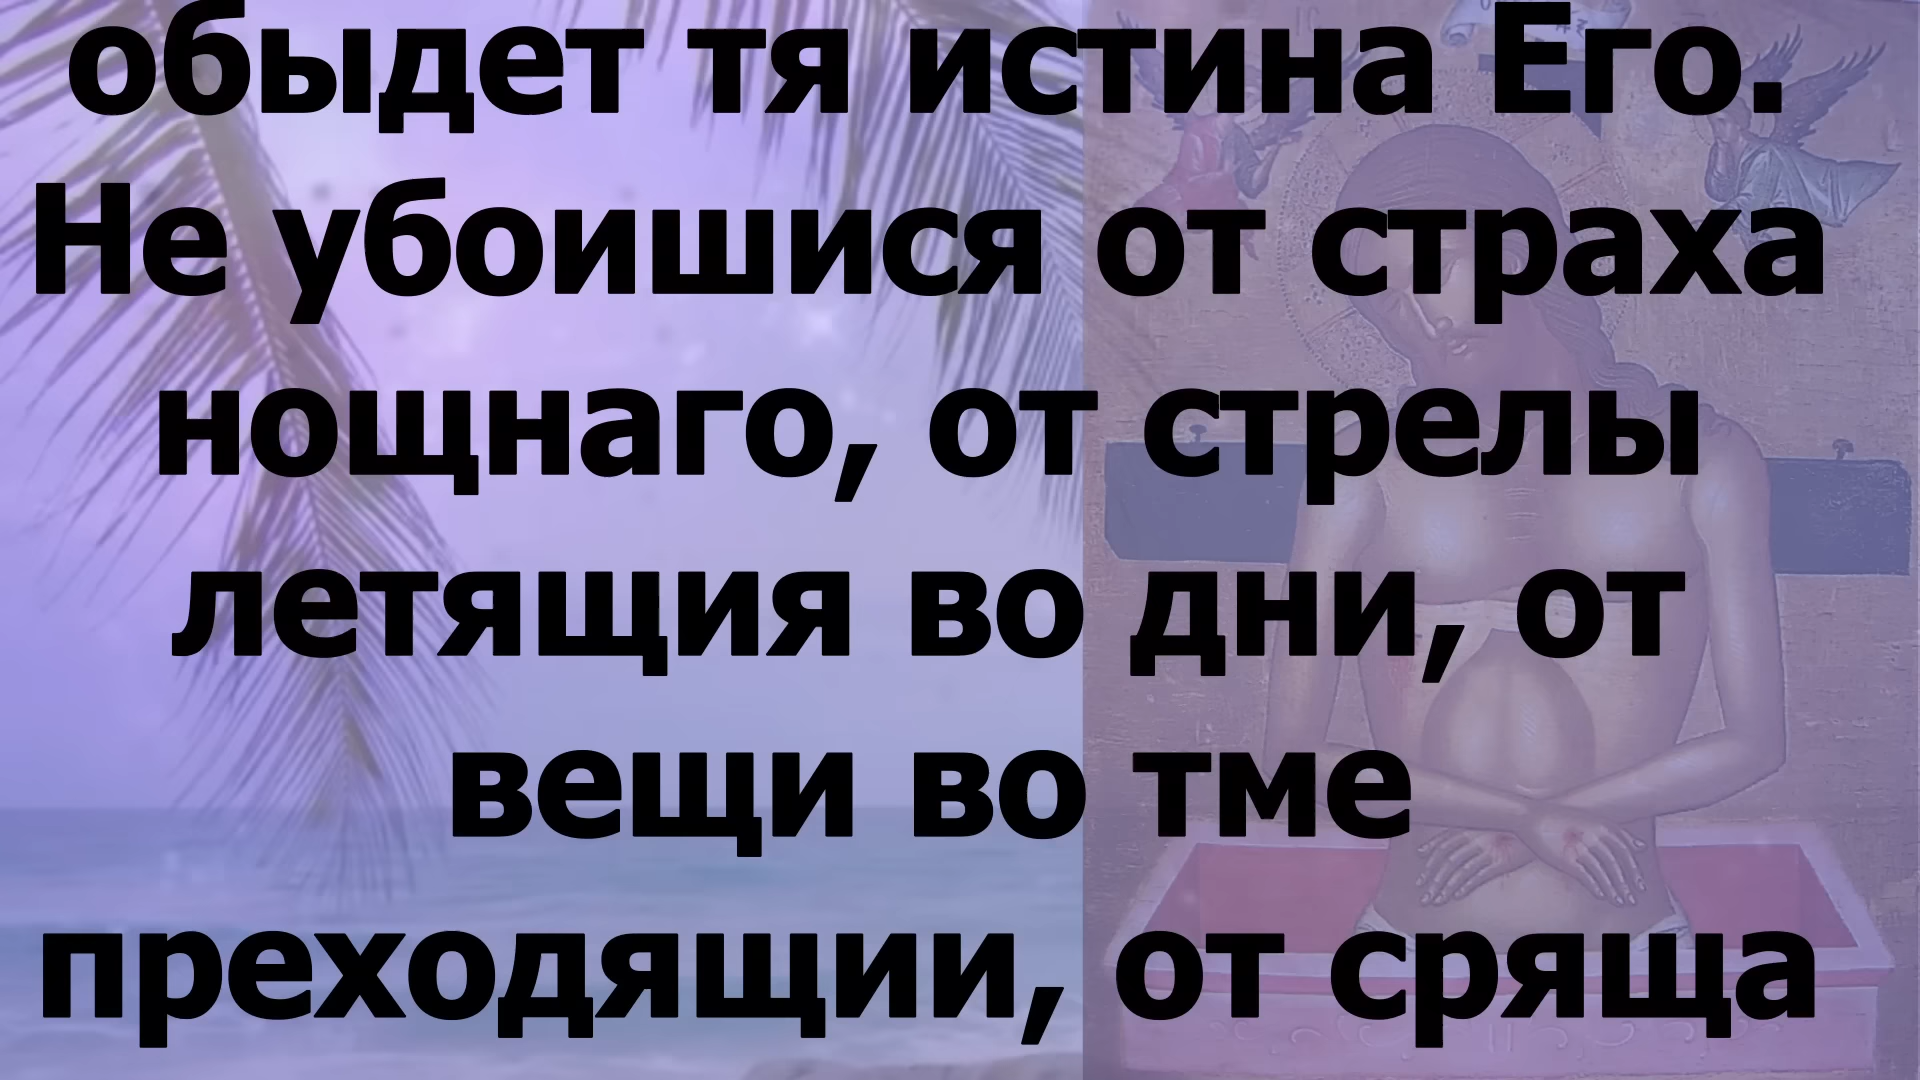 обыдет тя истина Его.
Не убоишися от страха
нощнаго, от стрелы
летящия во дни, от
вещи во тме
преходящии, от сряща